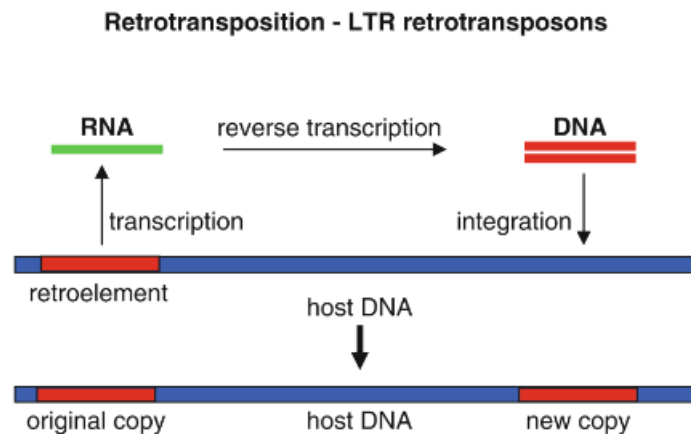 Retrotransposition - LTR retrotransposons
RNA
reverse transcription
DNA
transcription
integration
retroelement
host DNA
original copy
host DNA
new copy